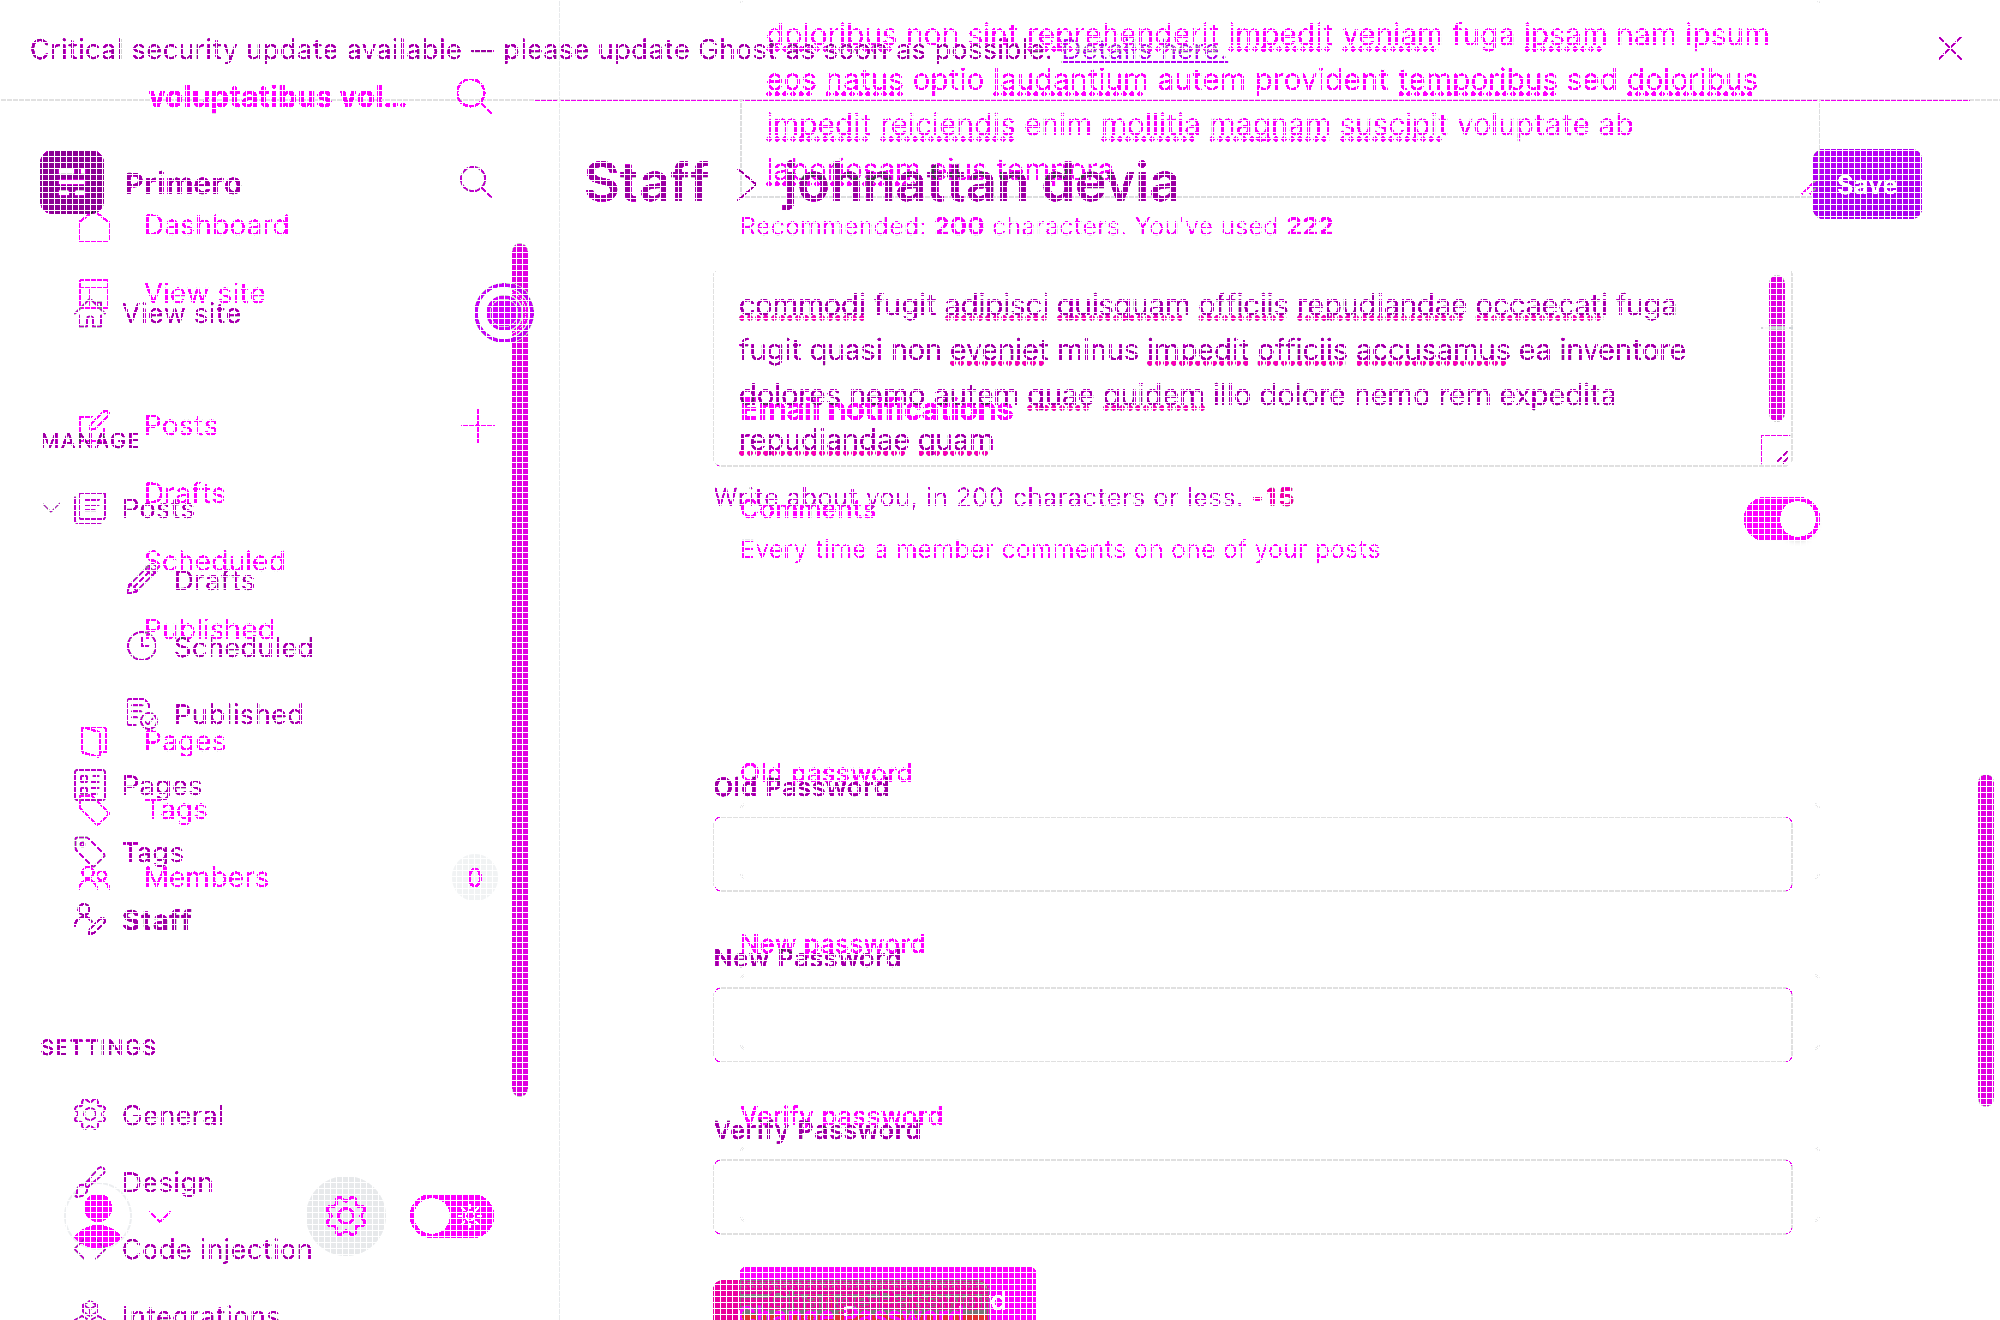 Critical security update available — please update Ghost as soon as possible. Details here.
doloribus non sint reprehenderit impedit veniam fuga ipsam nam ipsum
eos natus optio laudantium autem provident temporibus sed doloribus
impedit reiciendis enim mollitia magnam suscipit voluptate ab
laboriosam eius tempora
voluptatibus vol...
Primero
Staff
johnattan devia
Save
Dashboard
Recommended: 200 characters. You've used 222
View site
View site
commodi fugit adipisci quisquam officiis repudiandae occaecati fuga
fugit quasi non eveniet minus impedit officiis accusamus ea inventore
dolores nemo autem quae quidem illo dolore nemo rem expedita
repudiandae quam
Email notifications
Posts
MANAGE
Drafts
Posts
Write about you, in 200 characters or less. -15
Comments
Every time a member comments on one of your posts
Scheduled
Drafts
Published
Scheduled
Published
Pages
Pages
Tags
Tags
Members
0
Staff
Old password
Old Password
New password
New Password
SETTINGS
General
Verify password
Verify Password
Design
Code injection
Integrations